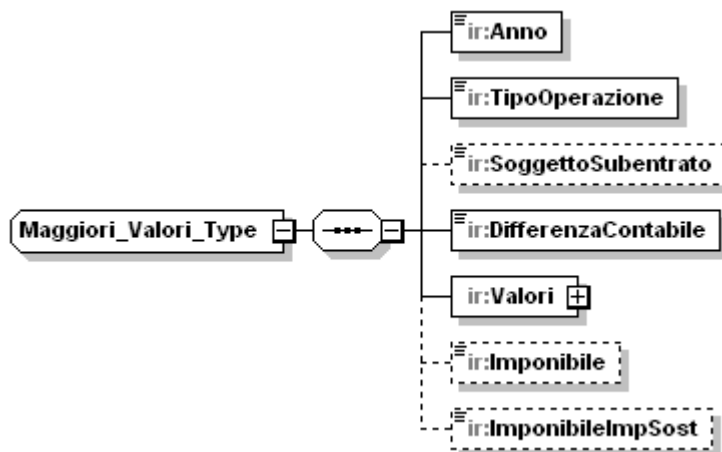 ir:Anno
ir:TipoOperazione
ir:SoggettoSubentrato
Maggiori_Valori_Type
ir:DifferenzaContabile
ir:Valori
ir:Imponibile
ir:ImponibileImpSost